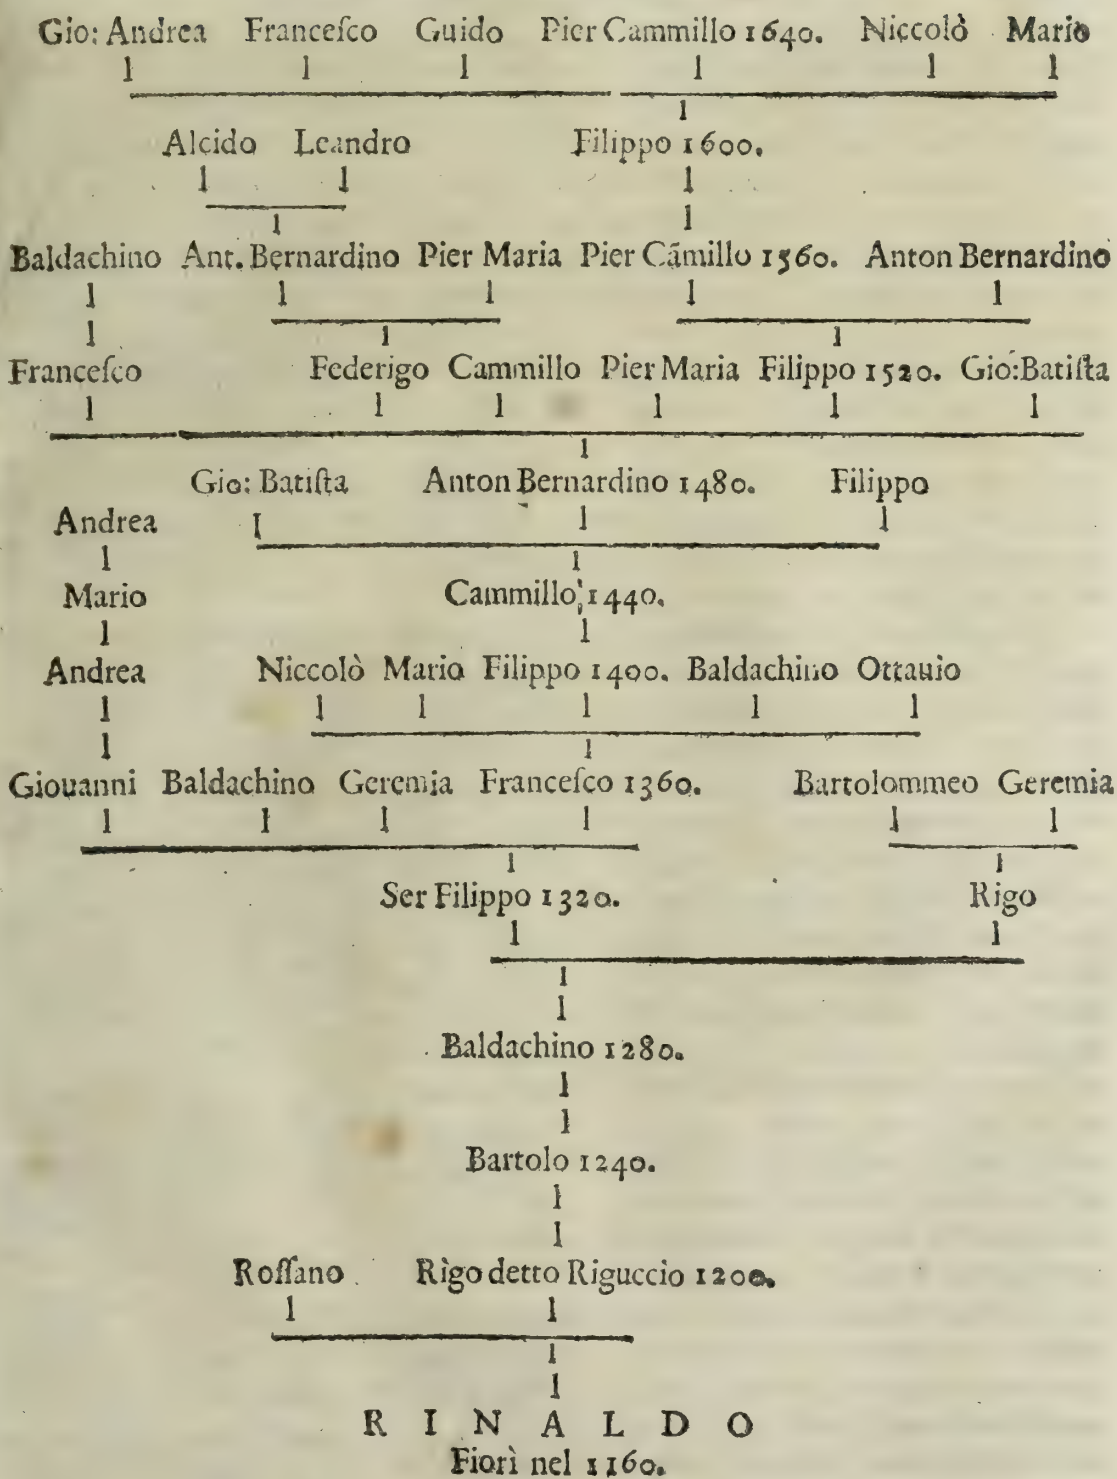 Gio: Andrea Franceſco Guido Pier Cammillo 1640. Niccolò Mario
Alcido Leandro Filippo 1600.
Baldachino Ant. Bernardino Pier Maria Pier Cãmillo 1560. Anton Bernardino
Franceſco Federigo Cammillo Pier Maria Filippo 1520. Gio: Batiſta
Gio: Batiſta Anton Bernardino 1480. Filippo
Andrea
Mario Cammillo 1440.
Andrea Niccolò Mario Filippo 1400. Baldachino Ottauio
Giouanni Baldachino Geremia Franceſco 1360. Bartolommeo Geremia
Ser Filippo 1320. Rigo
Baldachino 1280.
Bartolo 1240.
Roſſano Rìgo detto Riguccio 1200.
R I N A L D O
Fiorì nel 1160.